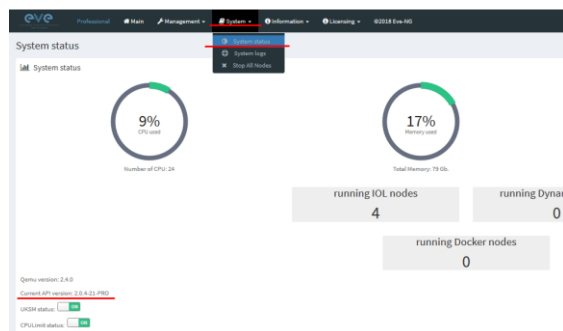 eve Professional Main Management System Information Licensing ©2018 Eve-NG
System status
System logs
Stop All Nodes
System status
System status
9%
CPU used
Number of CPU: 24
17%
Memory used
Total Memory: 79 Gb.
running IOL nodes
4
running Dynam
0
running Docker nodes
0
Qemu version: 2.4.0
Current API version: 2.0.4-21-PRO
UKSM status: ON
CPULimit status: ON